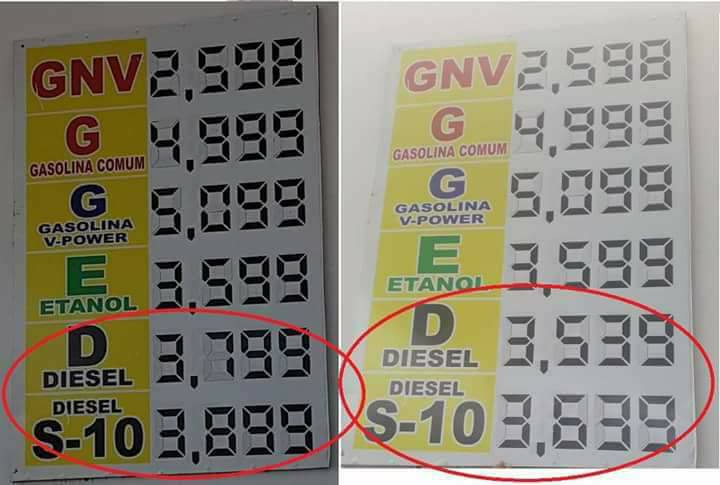 GNV 2,598
G 4,999
GASOLINA COMUM
G 5,099
GASOLINA
V-POWER
E 3,599
ETANOL
D 3,799
DIESEL
DIESEL
S-10 3,899
GNV 2,598
G 4,999
GASOLINA COMUM
G 5,099
GASOLINA
V-POWER
E 3,599
ETANOL
D 3,539
DIESEL
DIESEL
S-10 3,639